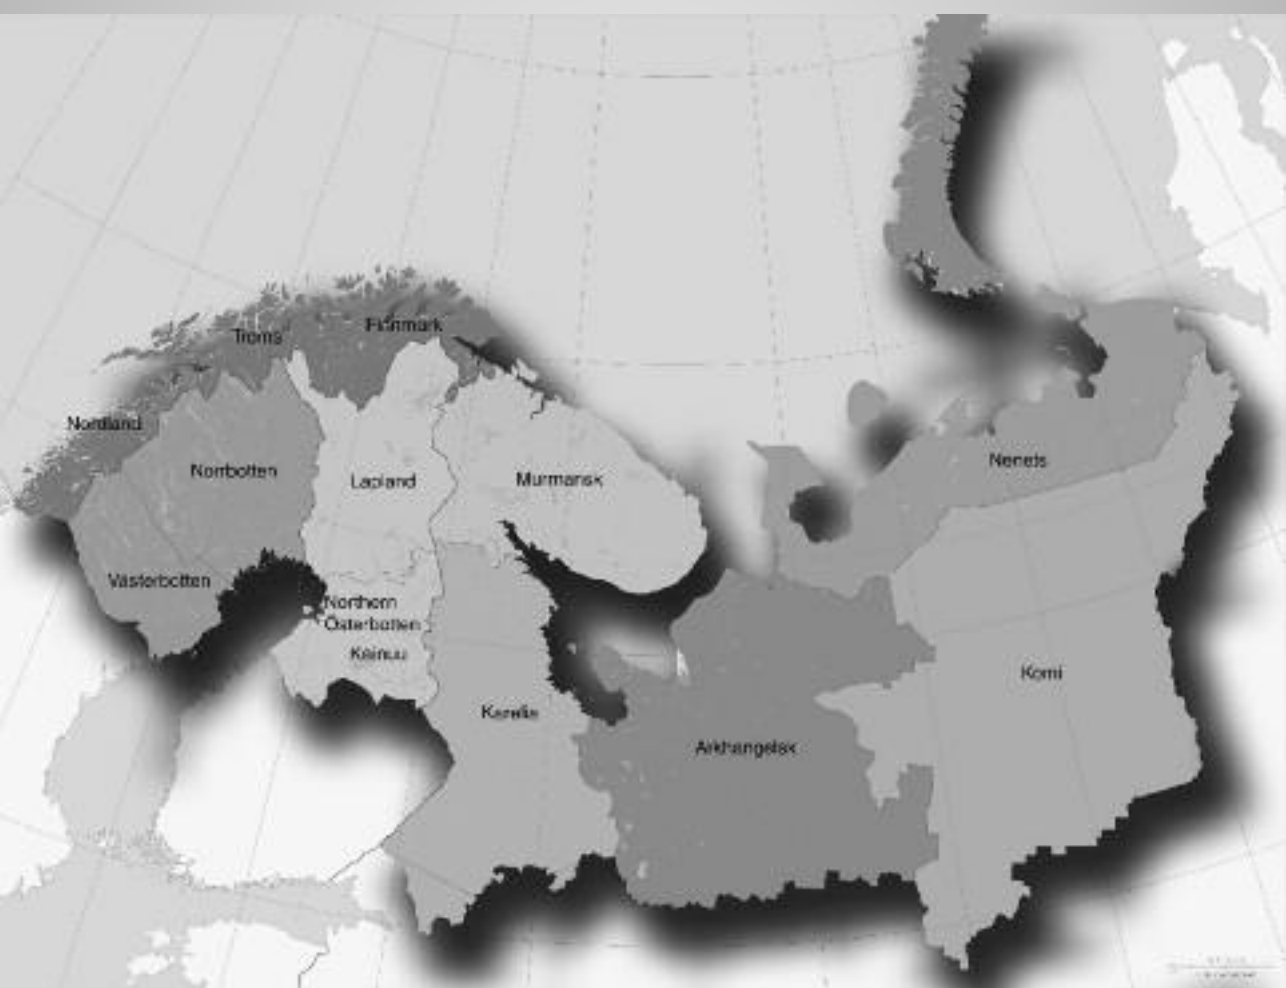 Troms
Finnmark
Nordland
Norrbotten
Lapland
Murmansk
Nenets
Västerbotten
Northern
Österbotten
Kainuu
Komi
Karelia
Arkhangelsk